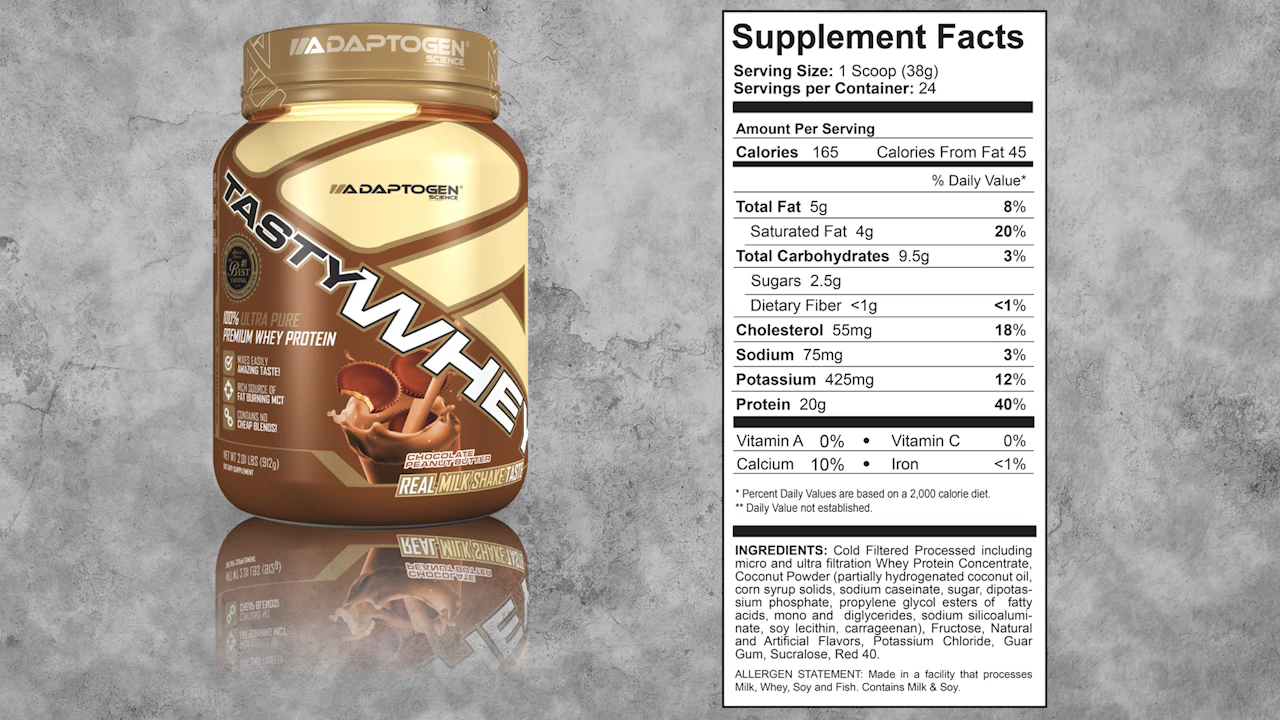 ADAPTOGEN®
SCIENCE
ADAPTOGEN®
SCIENCE
TASTY WHEY
#1
BEST
TASTING
100% ULTRA PURE
PREMIUM WHEY PROTEIN
MIXES EASILY
AMAZING TASTE!
RICH SOURCE OF
FAT BURNING MCT
CONTAINS NO
CHEAP BLENDS!
CHOCOLATE
PEANUT BUTTER
REAL MILK SHAKE TASTE
NET WT 2.01 LBS (912g)
DIETARY SUPPLEMENT
Supplement Facts
Serving Size: 1 Scoop (38g)
Servings per Container: 24
Amount Per Serving
Calories 165 Calories From Fat 45
% Daily Value*
Total Fat 5g 8%
Saturated Fat 4g 20%
Total Carbohydrates 9.5g 3%
Sugars 2.5g
Dietary Fiber <1g <1%
Cholesterol 55mg 18%
Sodium 75mg 3%
Potassium 425mg 12%
Protein 20g 40%
Vitamin A 0% • Vitamin C 0%
Calcium 10% • Iron <1%
* Percent Daily Values are based on a 2,000 calorie diet.
** Daily Value not established.
INGREDIENTS: Cold Filtered Processed including
micro and ultra filtration Whey Protein Concentrate,
Coconut Powder (partially hydrogenated coconut oil,
corn syrup solids, sodium caseinate, sugar, dipotas-
sium phosphate, propylene glycol esters of fatty
acids, mono and diglycerides, sodium silicoalumi-
nate, soy lecithin, carrageenan), Fructose, Natural
and Artificial Flavors, Potassium Chloride, Guar
Gum, Sucralose, Red 40.
ALLERGEN STATEMENT: Made in a facility that processes
Milk, Whey, Soy and Fish. Contains Milk & Soy.